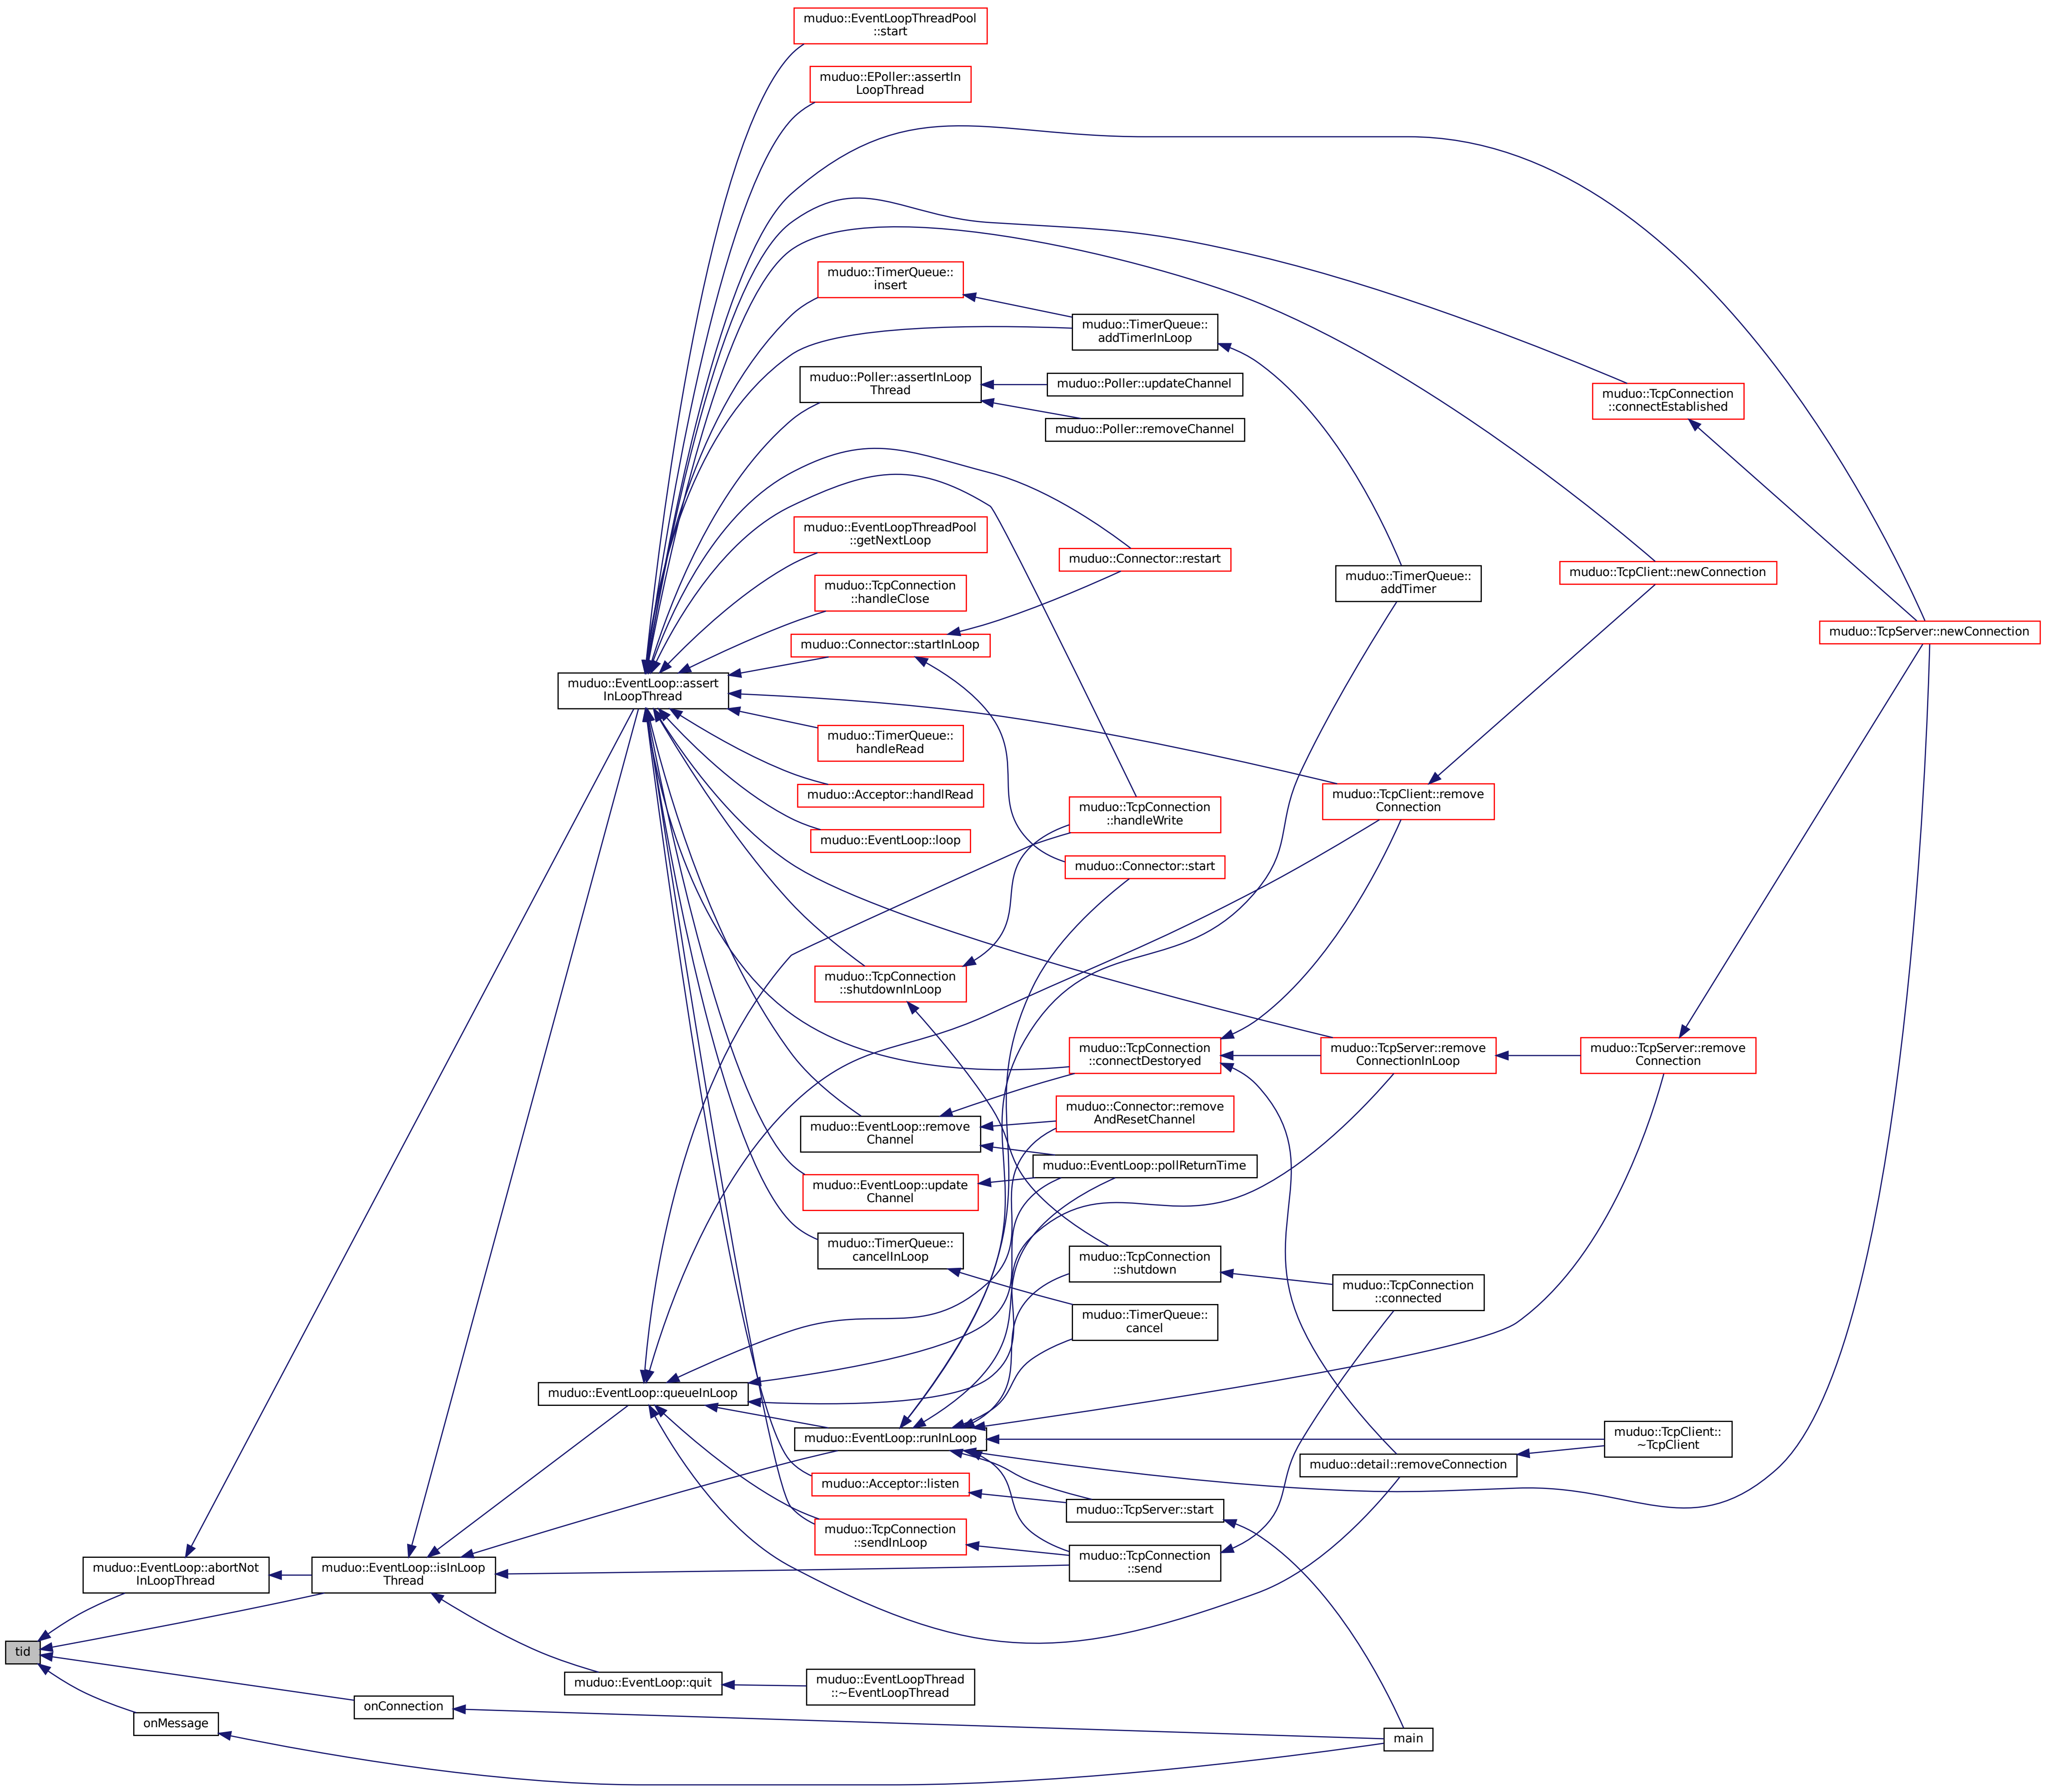 muduo::EventLoopThreadPool
::start
muduo::EPoller::assertIn
LoopThread
muduo::TimerQueue::
insert
muduo::TimerQueue::
addTimerInLoop
muduo::Poller::assertInLoop
Thread
muduo::Poller::updateChannel
muduo::Poller::removeChannel
muduo::TcpConnection
::connectEstablished
muduo::EventLoopThreadPool
::getNextLoop
muduo::Connector::restart
muduo::TcpConnection
::handleClose
muduo::TimerQueue::
addTimer
muduo::TcpClient::newConnection
muduo::TcpServer::newConnection
muduo::Connector::startInLoop
muduo::EventLoop::assert
InLoopThread
muduo::TimerQueue::
handleRead
muduo::Acceptor::handlRead
muduo::TcpClient::remove
Connection
muduo::TcpConnection
::handleWrite
muduo::EventLoop::loop
muduo::Connector::start
muduo::TcpConnection
::shutdownInLoop
muduo::TcpConnection
::connectDestoryed
muduo::TcpServer::remove
ConnectionInLoop
muduo::TcpServer::remove
Connection
muduo::Connector::remove
AndResetChannel
muduo::EventLoop::remove
Channel
muduo::EventLoop::pollReturnTime
muduo::EventLoop::update
Channel
muduo::TimerQueue::
cancelInLoop
muduo::TcpConnection
::shutdown
muduo::TcpConnection
::connected
muduo::TimerQueue::
cancel
muduo::EventLoop::queueInLoop
muduo::EventLoop::runInLoop
muduo::TcpClient::
~TcpClient
muduo::detail::removeConnection
muduo::Acceptor::listen
muduo::TcpServer::start
muduo::TcpConnection
::sendInLoop
muduo::TcpConnection
::send
muduo::EventLoop::abortNot
InLoopThread
muduo::EventLoop::isInLoop
Thread
tid
muduo::EventLoop::quit
muduo::EventLoopThread
::~EventLoopThread
onConnection
onMessage
main